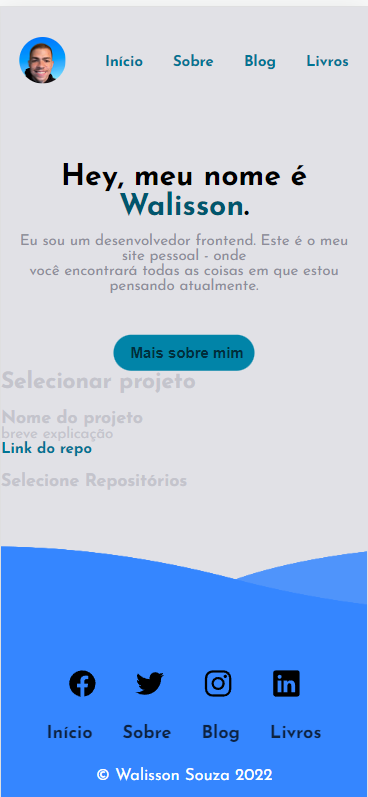 Início Sobre Blog Livros
Hey, meu nome é
Walisson.
Eu sou um desenvolvedor frontend. Este é o meu
site pessoal - onde
você encontrará todas as coisas em que estou
pensando atualmente.
Mais sobre mim
Selecionar projeto
Nome do projeto
breve explicação
Link do repo
Selecione Repositórios
Início Sobre Blog Livros
© Walisson Souza 2022